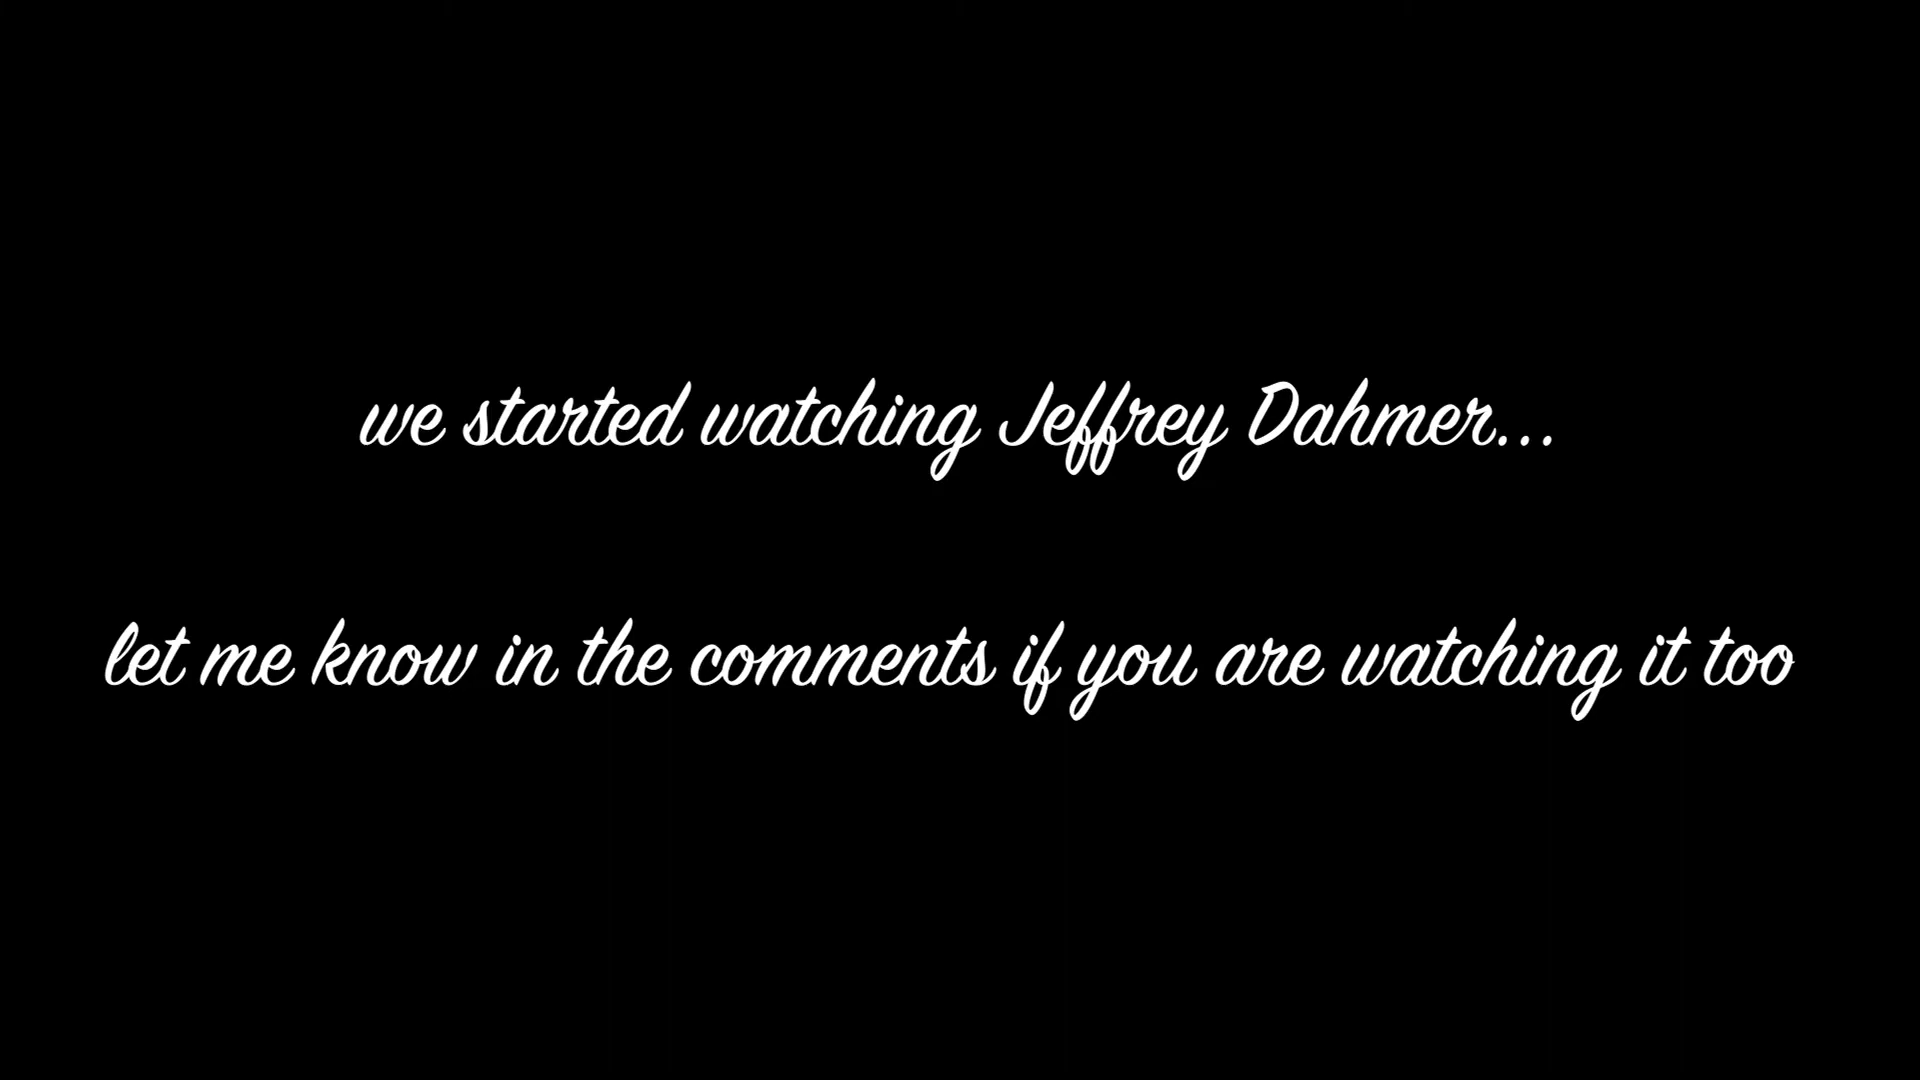 we started watching Jeffrey Dahmer...
let me know in the comments if you are watching it too